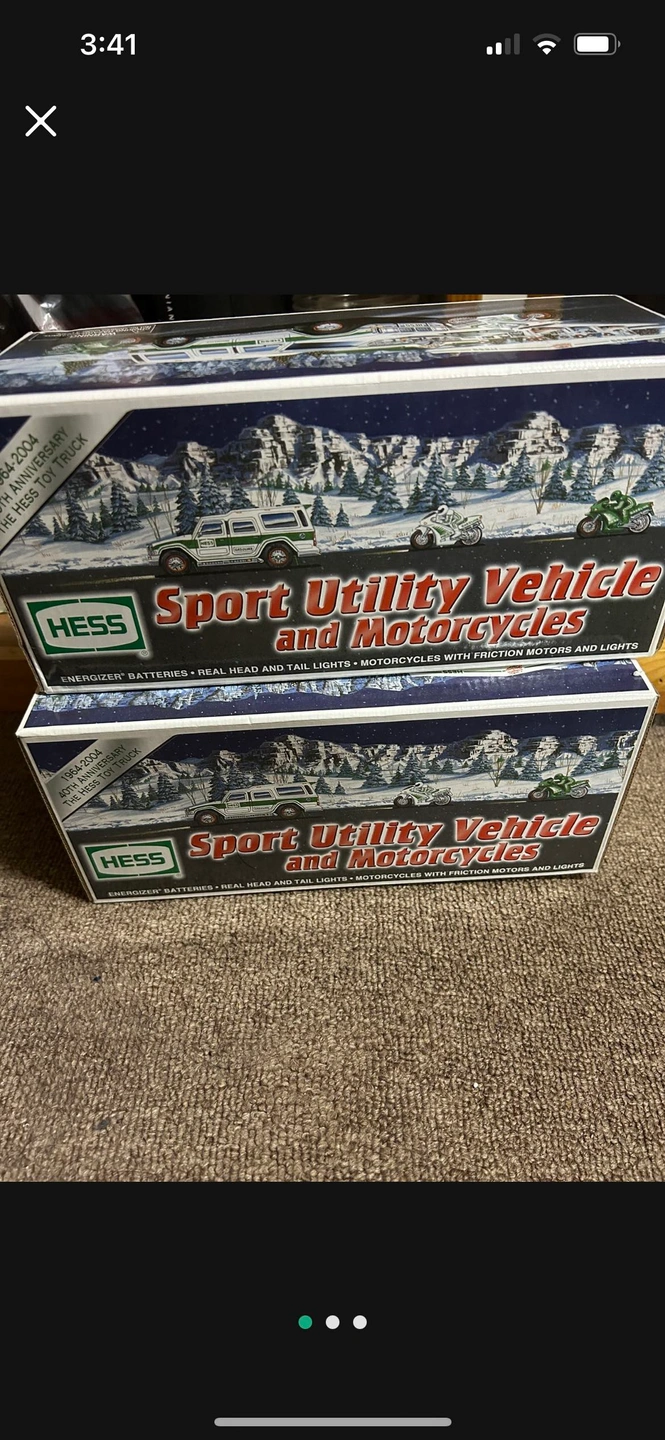 3:41
64-2004
0TH ANNIVERSARY
THE HESS TOY TRUCK
HESS
Sport Utility Vehicle
and Motorcycles
ENERGIZER® BATTERIES • REAL HEAD AND TAIL LIGHTS • MOTORCYCLES WITH FRICTION MOTORS AND LIGHTS
1964-2004
40TH ANNIVERSARY
THE HESS TOY TRUCK
HESS
Sport Utility Vehicle
and Motorcycles
ENERGIZER® BATTERIES • REAL HEAD AND TAIL LIGHTS • MOTORCYCLES WITH FRICTION MOTORS AND LIGHTS